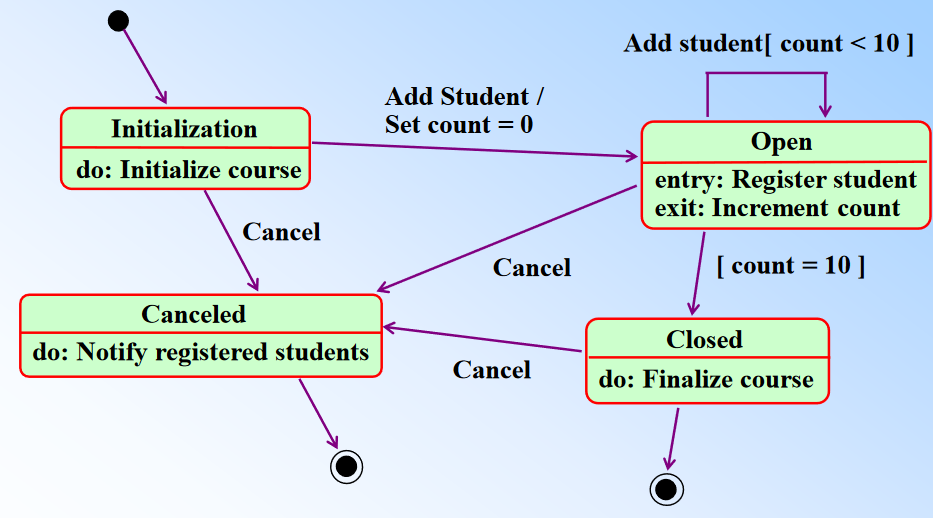 Add student[ count < 10 ]
Add Student /
Set count = 0
Initialization
do: Initialize course
Open
entry: Register student
exit: Increment count
Cancel
Cancel
[ count = 10 ]
Canceled
do: Notify registered students
Closed
do: Finalize course
Cancel